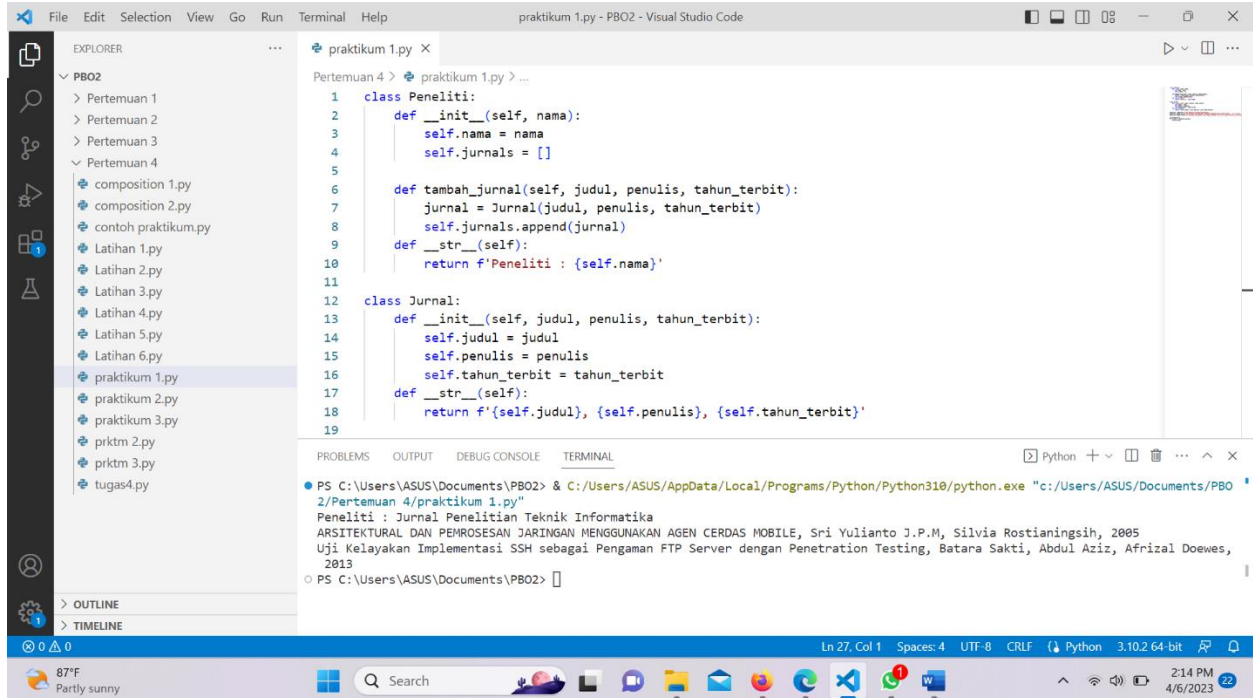 File Edit Selection View Go Run Terminal Help praktikum 1.py - PBO2 - Visual Studio Code
EXPLORER ...
PBO2
Pertemuan 1
Pertemuan 2
Pertemuan 3
Pertemuan 4
composition 1.py
composition 2.py
contoh praktikum.py
Latihan 1.py
Latihan 2.py
Latihan 3.py
Latihan 4.py
Latihan 5.py
Latihan 6.py
praktikum 1.py
praktikum 2.py
praktikum 3.py
prktm 2.py
prktm 3.py
tugas4.py
OUTLINE
TIMELINE
1
1
praktikum 1.py
Pertemuan 4 > praktikum 1.py > ...
1 class Peneliti:
2 def __init__(self, nama):
3 self.nama = nama
4 self.jurnals = []
5
6 def tambah_jurnal(self, judul, penulis, tahun_terbit):
7 jurnal = Jurnal(judul, penulis, tahun_terbit)
8 self.jurnals.append(jurnal)
9 def __str__(self):
10 return f'Peneliti : {self.nama}'
11
12 class Jurnal:
13 def __init__(self, judul, penulis, tahun_terbit):
14 self.judul = judul
15 self.penulis = penulis
16 self.tahun_terbit = tahun_terbit
17 def __str__(self):
18 return f'{self.judul}, {self.penulis}, {self.tahun_terbit}'
19
PROBLEMS OUTPUT DEBUG CONSOLE TERMINAL Python
PS C:\Users\ASUS\Documents\PBO2> & C:/Users/ASUS/AppData/Local/Programs/Python/Python310/python.exe "c:/Users/ASUS/Documents/PBO
2/Pertemuan 4/praktikum 1.py"
Peneliti : Jurnal Penelitian Teknik Informatika
ARSITEKTURAL DAN PEMROSESAN JARINGAN MENGGUNAKAN AGEN CERDAS MOBILE, Sri Yulianto J.P.M, Silvia Rostianingsih, 2005
Uji Kelayakan Implementasi SSH sebagai Pengaman FTP Server dengan Penetration Testing, Batara Sakti, Abdul Aziz, Afrizal Doewes,
2013
PS C:\Users\ASUS\Documents\PBO2>
0 0 Ln 27, Col 1 Spaces: 4 UTF-8 CRLF Python 3.10.2 64-bit
87°F
Partly sunny
Search
2:14 PM
4/6/2023
22